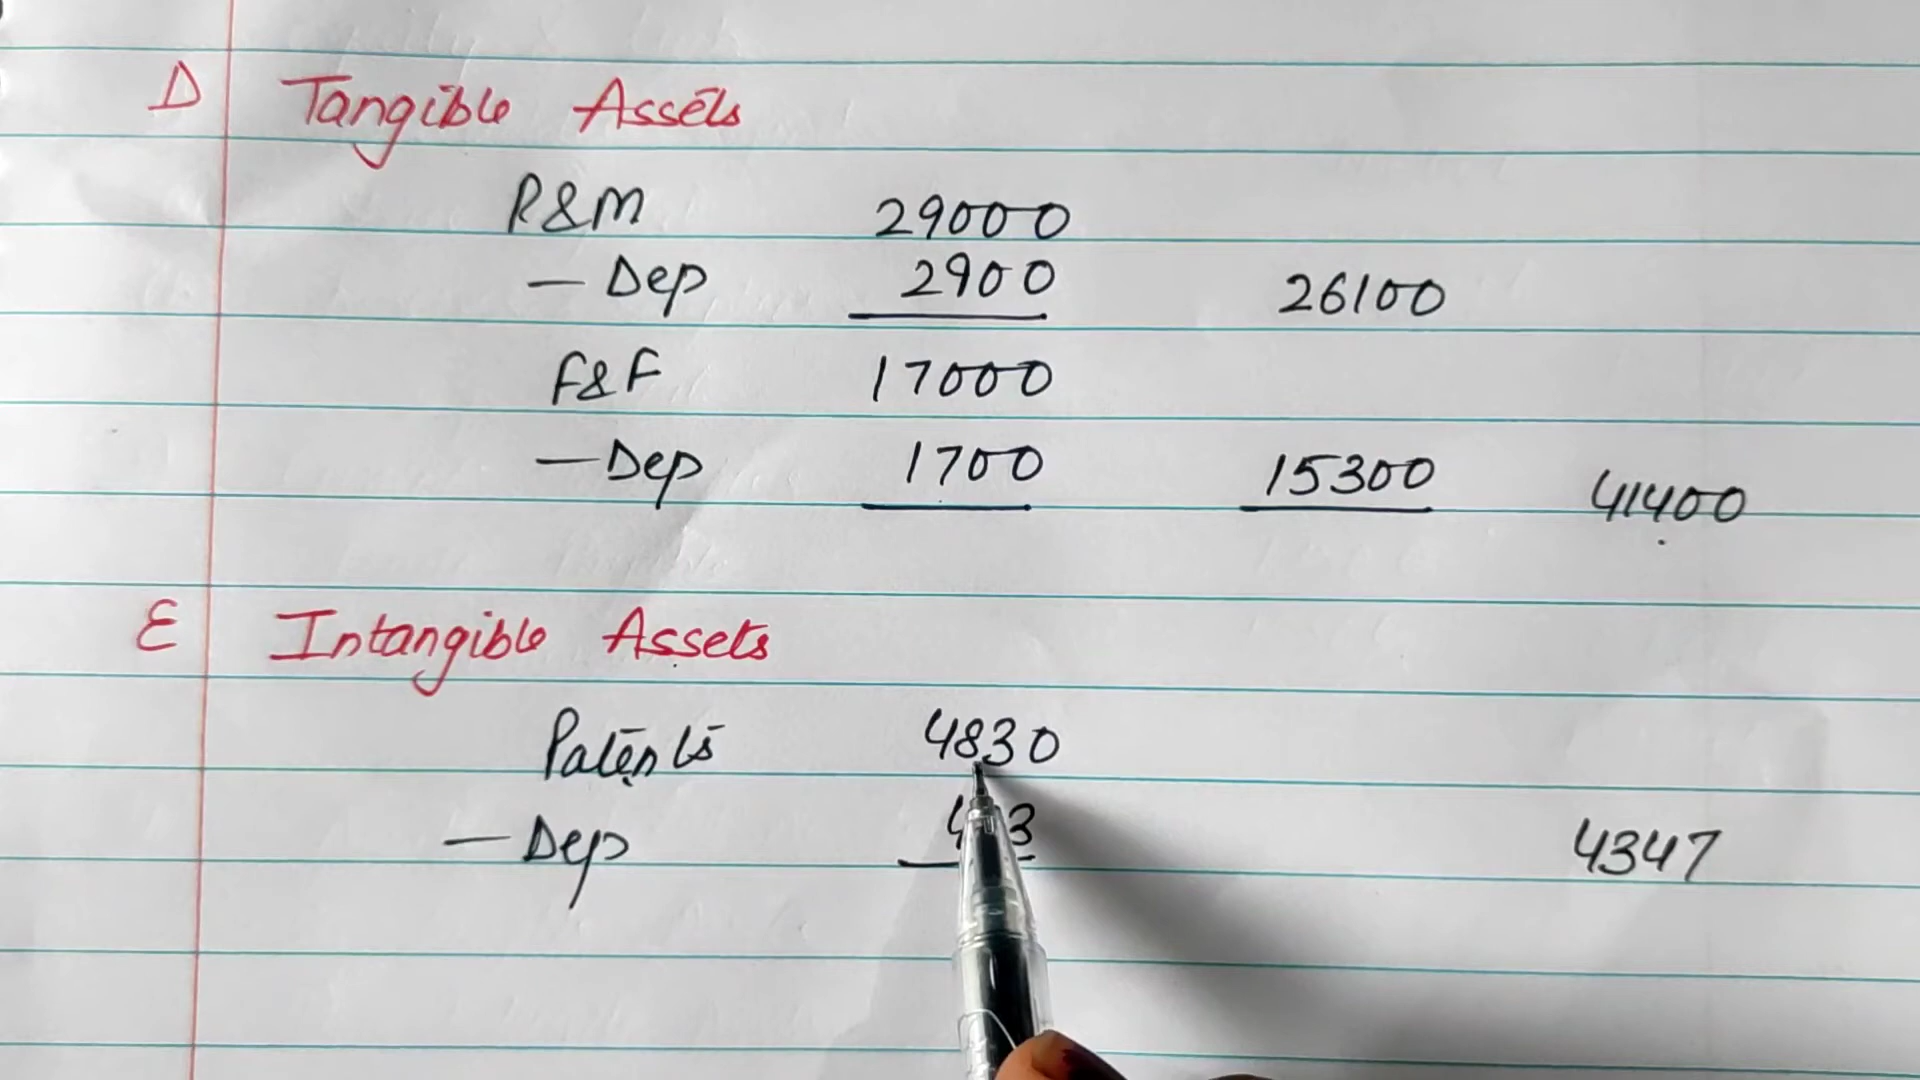 D Tangible Assets
P&M 29000
— Dep 2900 26100
F&F 17000
— Dep 1700 15300 41400
E Intangible Assets
Patents 4830
— Dep 4347